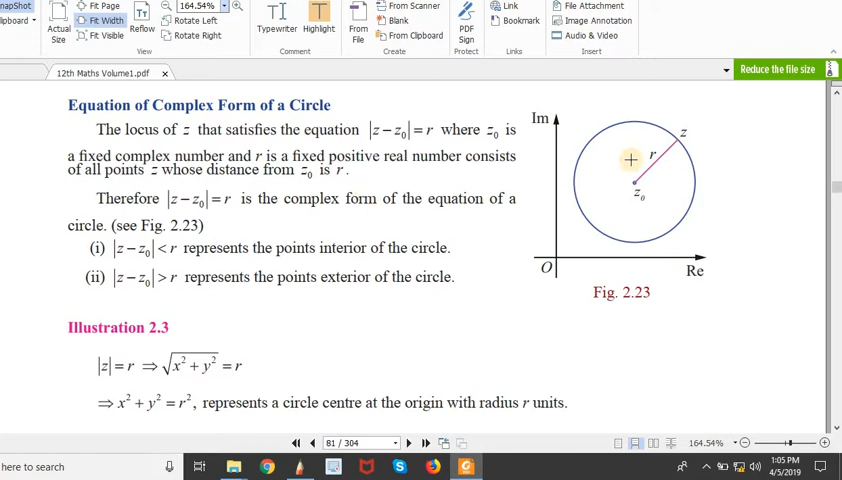 napShot
Clipboard
Actual Size
Fit Page
Fit Width
Fit Visible
Reflow
164.54%
Rotate Left
Rotate Right
Typewriter
Highlight
Comment
From File
From Scanner
Blank
From Clipboard
Create
PDF Sign
Protect
Link
Bookmark
Links
File Attachment
Image Annotation
Audio & Video
Insert
12th Maths Volume1.pdf
Reduce the file size
Equation of Complex Form of a Circle
The locus of z that satisfies the equation |z − z₀| = r where z₀ is
a fixed complex number and r is a fixed positive real number consists
of all points z whose distance from z₀ is r.
Therefore |z − z₀| = r is the complex form of the equation of a
circle. (see Fig. 2.23)
(i) |z − z₀| < r represents the points interior of the circle.
(ii) |z − z₀| > r represents the points exterior of the circle.
Im
z
r
z₀
O
Re
Fig. 2.23
Illustration 2.3
|z| = r ⇒ √(x² + y²) = r
⇒ x² + y² = r², represents a circle centre at the origin with radius r units.
81 / 304
164.54%
here to search
1:05 PM
4/5/2019